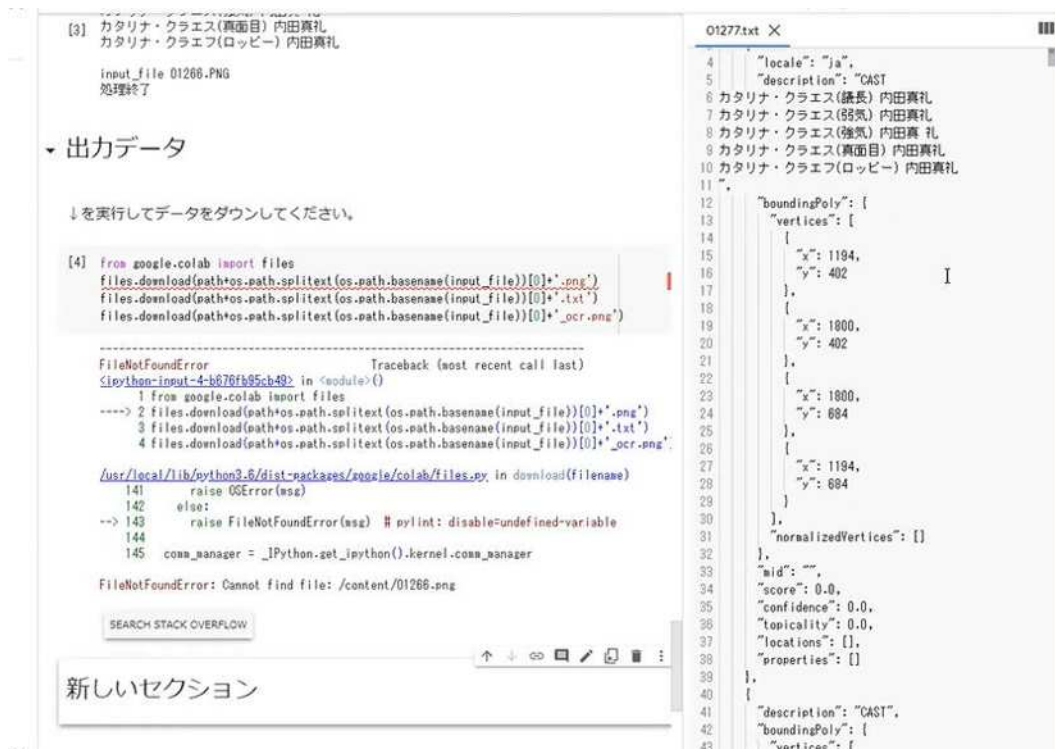 [3] カタリナ・クラエス(真面目) 内田真礼
カタリナ・クラエフ(ロッビー) 内田真礼
input_file 01266.PNG
処理終了
出力データ
↓を実行してデータをダウンしてください。
[4] from google.colab import files
files.download(path+os.path.splitext(os.path.basename(input_file))[0]+'.png')
files.download(path+os.path.splitext(os.path.basename(input_file))[0]+'.txt')
files.download(path+os.path.splitext(os.path.basename(input_file))[0]+'_ocr.png')
---------------------------------------------------------------------------
FileNotFoundError Traceback (most recent call last)
<ipython-input-4-b676fb95cb49> in <module>()
1 from google.colab import files
----> 2 files.download(path+os.path.splitext(os.path.basename(input_file))[0]+'.png')
3 files.download(path+os.path.splitext(os.path.basename(input_file))[0]+'.txt')
4 files.download(path+os.path.splitext(os.path.basename(input_file))[0]+'_ocr.png'
/usr/local/lib/python3.6/dist-packages/google/colab/files.py in download(filename)
141 raise OSError(msg)
142 else:
--> 143 raise FileNotFoundError(msg) # pylint: disable=undefined-variable
144
145 comm_manager = _IPython.get_ipython().kernel.comm_manager
FileNotFoundError: Cannot find file: /content/01266.png
SEARCH STACK OVERFLOW
新しいセクション
01277.txt
4 "locale": "ja",
5 "description": "CAST
6 カタリナ・クラエス(議長) 内田真礼
7 カタリナ・クラエス(弱気) 内田真礼
8 カタリナ・クラエス(強気) 内田真 礼
9 カタリナ・クラエス(真面目) 内田真礼
10 カタリナ・クラエフ(ロッビー) 内田真礼
11 ",
12 "boundingPoly": {
13 "vertices": [
14 {
15 "x": 1194,
16 "y": 402
17 },
18 {
19 "x": 1800,
20 "y": 402
21 },
22 {
23 "x": 1800,
24 "y": 684
25 },
26 {
27 "x": 1194,
28 "y": 684
29 }
30 ],
31 "normalizedVertices": []
32 },
33 "mid": "",
34 "score": 0.0,
35 "confidence": 0.0,
36 "topicality": 0.0,
37 "locations": [],
38 "properties": []
39 },
40 {
41 "description": "CAST",
42 "boundingPoly": {
43 "vertices": [